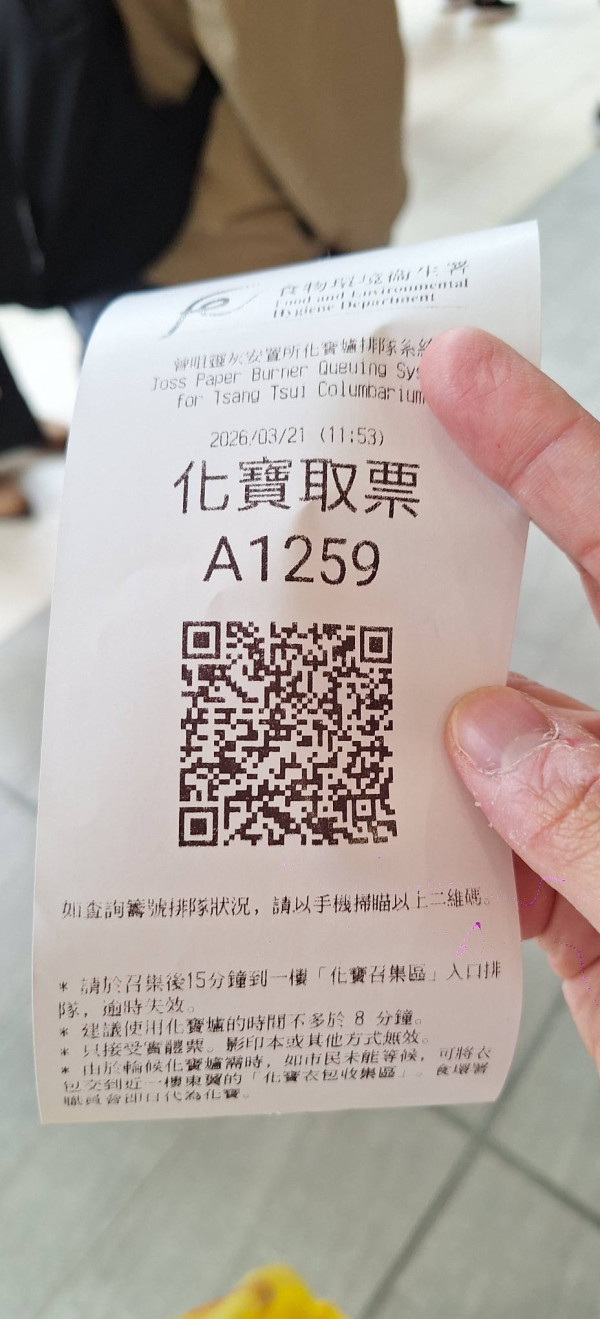 食物環境衞生署
Food and Environmental
Hygiene Department
曾咀靈灰安置所化寶爐排隊系統
Joss Paper Burner Queuing Sys
for Tsang Tsui Columbarium
2026/03/21 (11:53)
化寶取票
A1259
如查詢籌號排隊狀況，請以手機掃瞄以上二維碼。
* 請於召集後15分鐘到一樓「化寶召集區」入口排
隊，逾時失效。
* 建議使用化寶爐的時間不多於 8 分鐘。
* 只接受實體票。影印本或其他方式無效。
* 由於輪候化寶爐需時，如市民未能等候，可將衣
包交到近一樓東翼的「化寶衣包收集區」。食環署
職員會即日代為化寶。